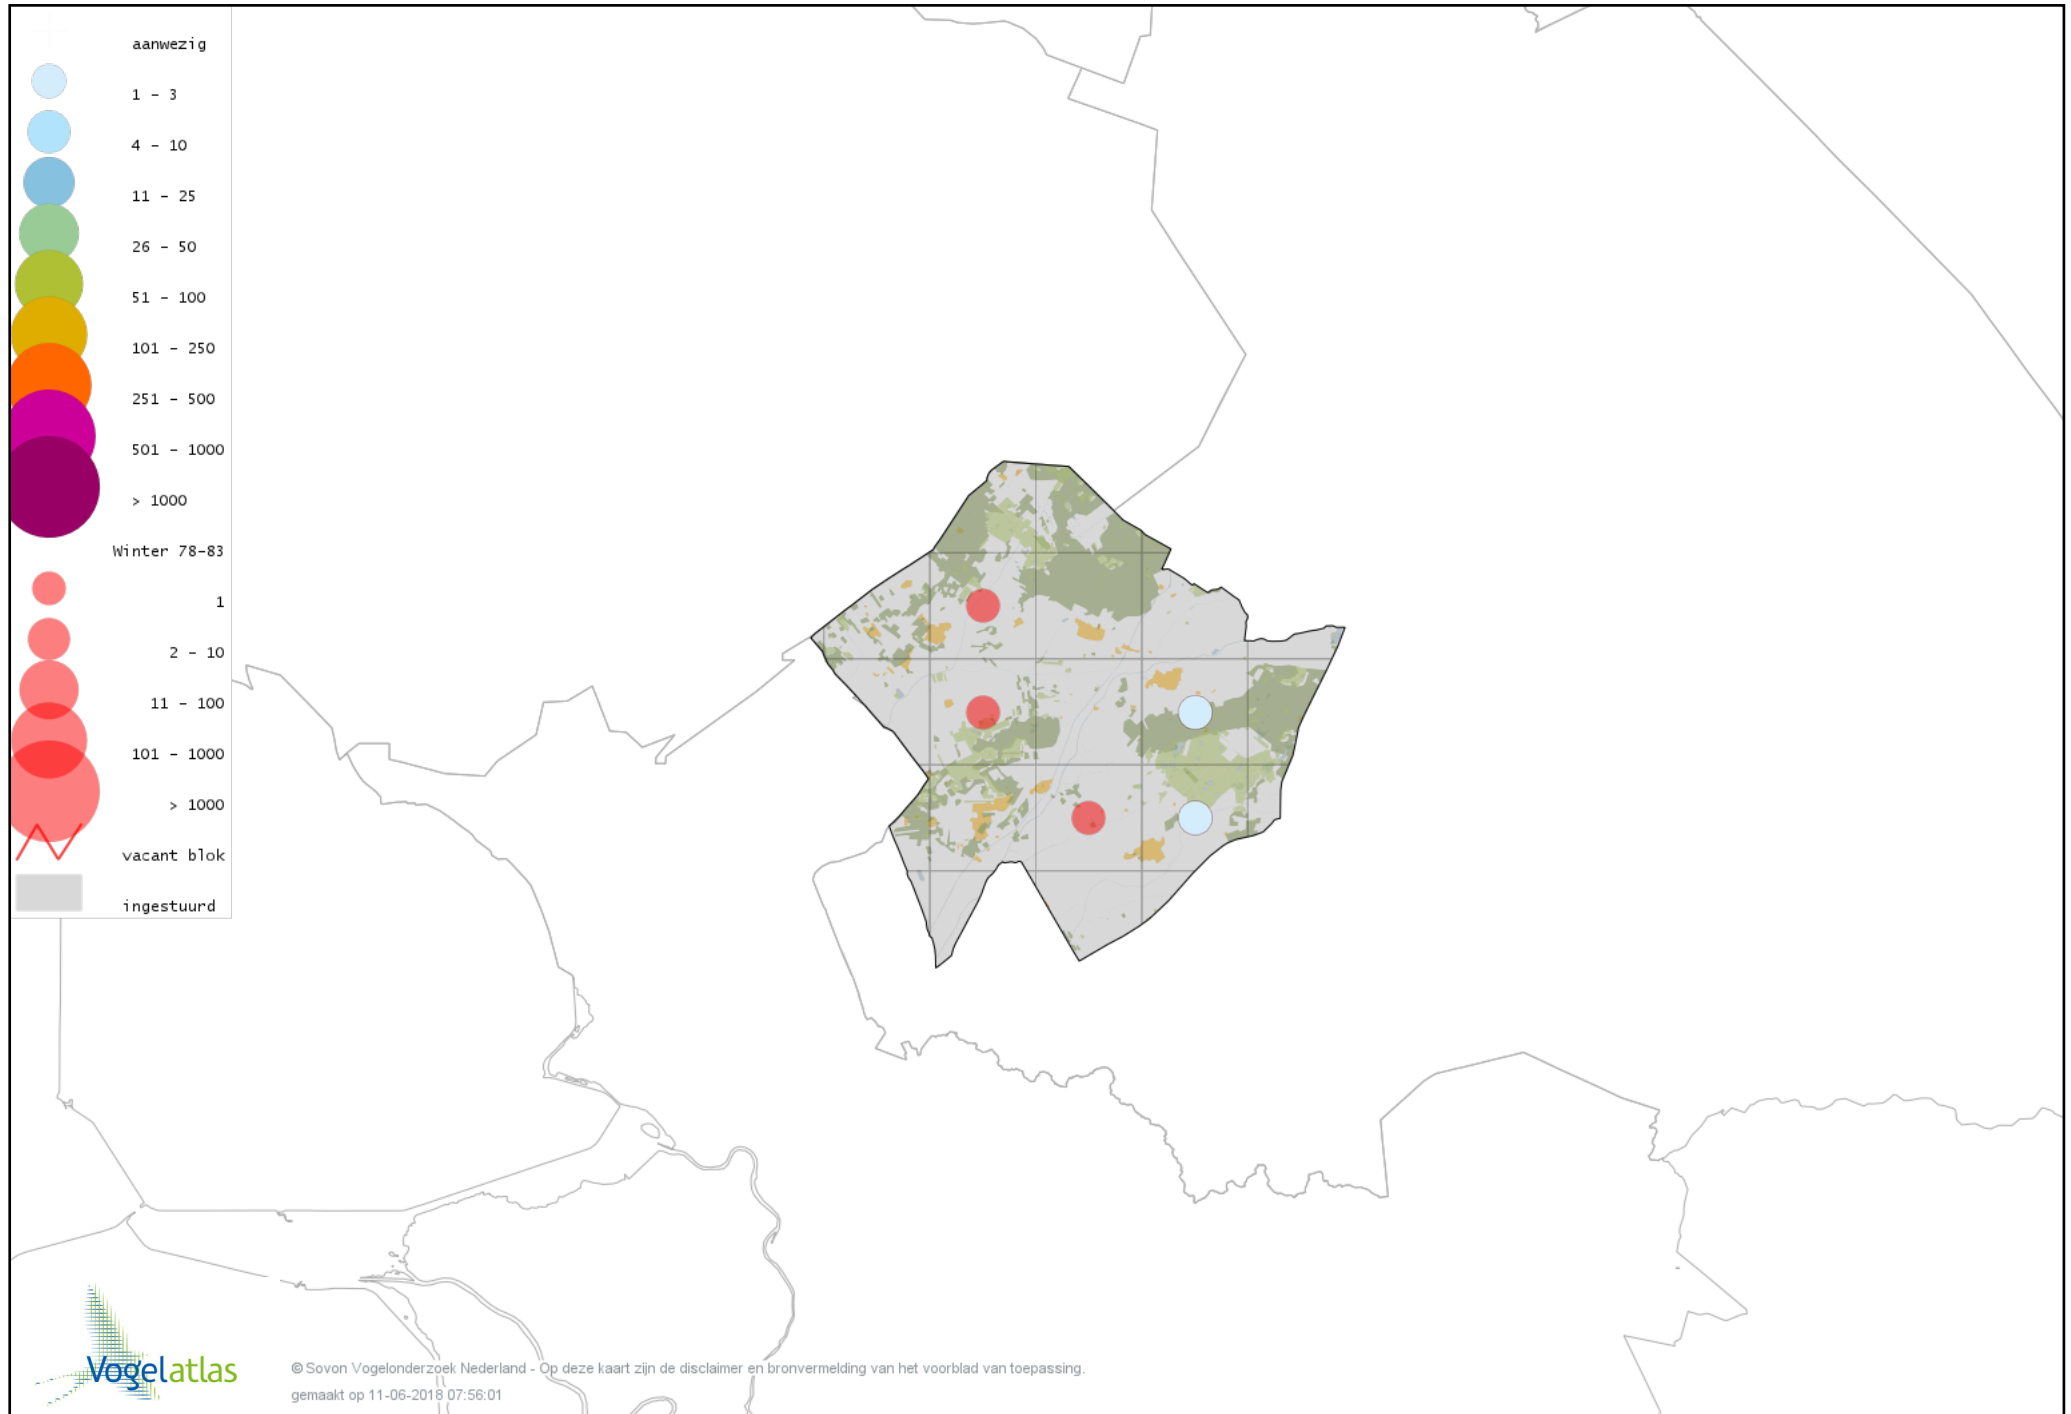 aanwezig
1 - 3
4 - 10
11 - 25
26 - 50
51 - 100
101 - 250
251 - 500
501 - 1000
> 1000
Winter 78-83
1
2 - 10
11 - 100
101 - 1000
> 1000
vacant blok
ingestuurd
Vogelatlas
© Sovon Vogelonderzoek Nederland - Op deze kaart zijn de disclaimer en bronvermelding van het voorblad van toepassing.
gemaakt op 11-06-2018 07:56:01